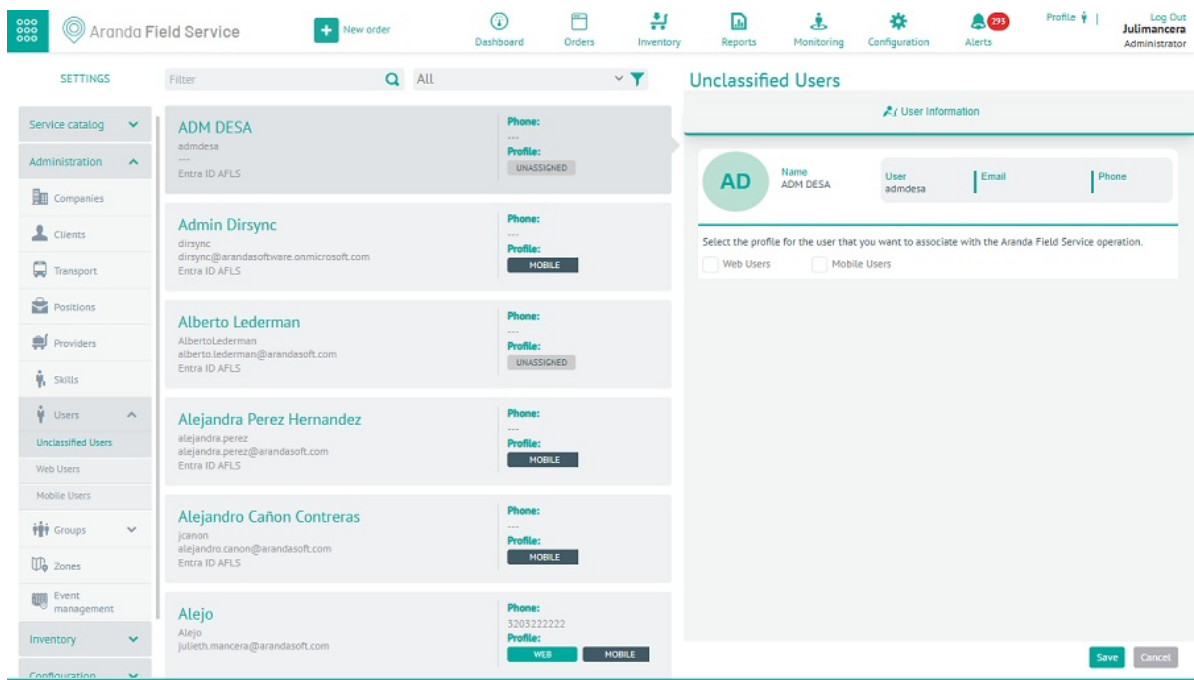 Aranda Field Service
New order
Dashboard
Orders
Inventory
Reports
Monitoring
Configuration
293
Alerts
Profile
Log Out
Julimancera
Administrator
SETTINGS
Service catalog
Administration
Companies
Clients
Transport
Positions
Providers
Skills
Users
Unclassified Users
Web Users
Mobile Users
Groups
Zones
Event
management
Inventory
Configuration
Filter
All
ADM DESA
admdesa
---
Entra ID AFLS
Phone:
---
Profile:
UNASSIGNED
Admin Dirsync
dirsync
dirsync@arandasoftware.onmicrosoft.com
Entra ID AFLS
Phone:
---
Profile:
MOBILE
Alberto Lederman
AlbertoLederman
alberto.lederman@arandasoft.com
Entra ID AFLS
Phone:
---
Profile:
UNASSIGNED
Alejandra Perez Hernandez
alejandra.perez
alejandra.perez@arandasoft.com
Entra ID AFLS
Phone:
---
Profile:
MOBILE
Alejandro Cañon Contreras
jcanon
alejandro.canon@arandasoft.com
Entra ID AFLS
Phone:
---
Profile:
MOBILE
Alejo
Alejo
julieth.mancera@arandasoft.com
Phone:
3203222222
Profile:
WEB MOBILE
Unclassified Users
User Information
AD
Name
ADM DESA
User
admdesa
Email
Phone
Select the profile for the user that you want to associate with the Aranda Field Service operation.
Web Users
Mobile Users
Save
Cancel